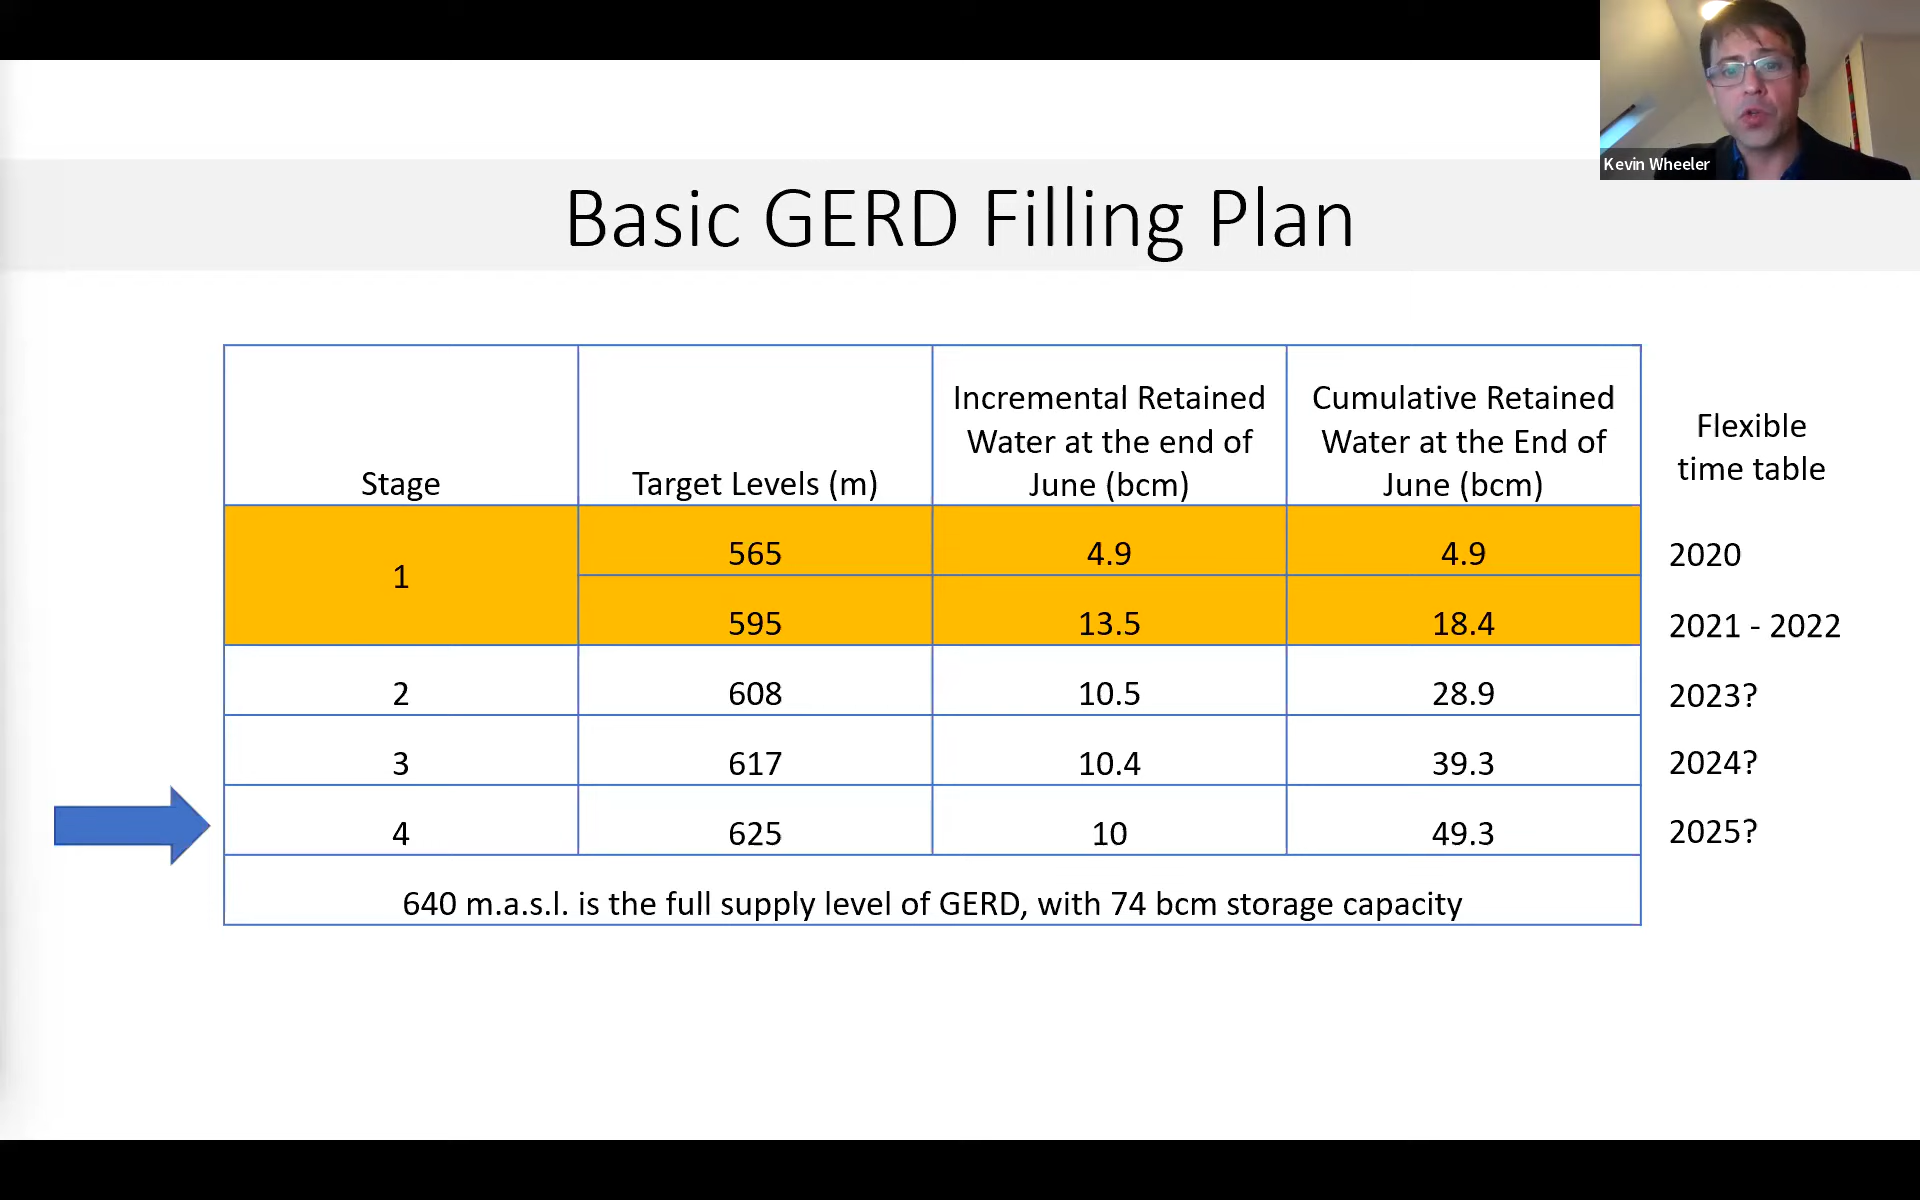 Kevin Wheeler
Basic GERD Filling Plan
Stage
Target Levels (m)
Incremental Retained
Water at the end of
June (bcm)
Cumulative Retained
Water at the End of
June (bcm)
Flexible
time table
1
565
4.9
4.9
2020
595
13.5
18.4
2021 - 2022
2
608
10.5
28.9
2023?
3
617
10.4
39.3
2024?
4
625
10
49.3
2025?
640 m.a.s.l. is the full supply level of GERD, with 74 bcm storage capacity